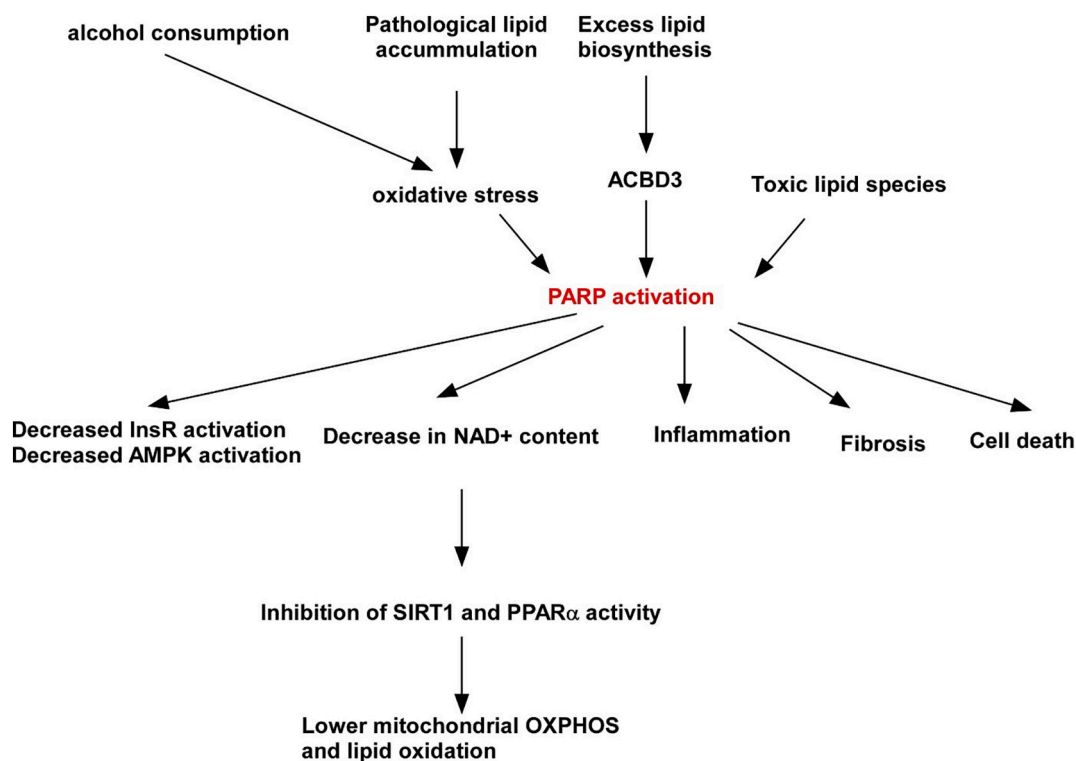 alcohol consumption
Pathological lipid
accummulation
Excess lipid
biosynthesis
oxidative stress
ACBD3
Toxic lipid species
PARP activation
Decreased InsR activation
Decreased AMPK activation
Decrease in NAD+ content
Inflammation
Fibrosis
Cell death
Inhibition of SIRT1 and PPARα activity
Lower mitochondrial OXPHOS
and lipid oxidation